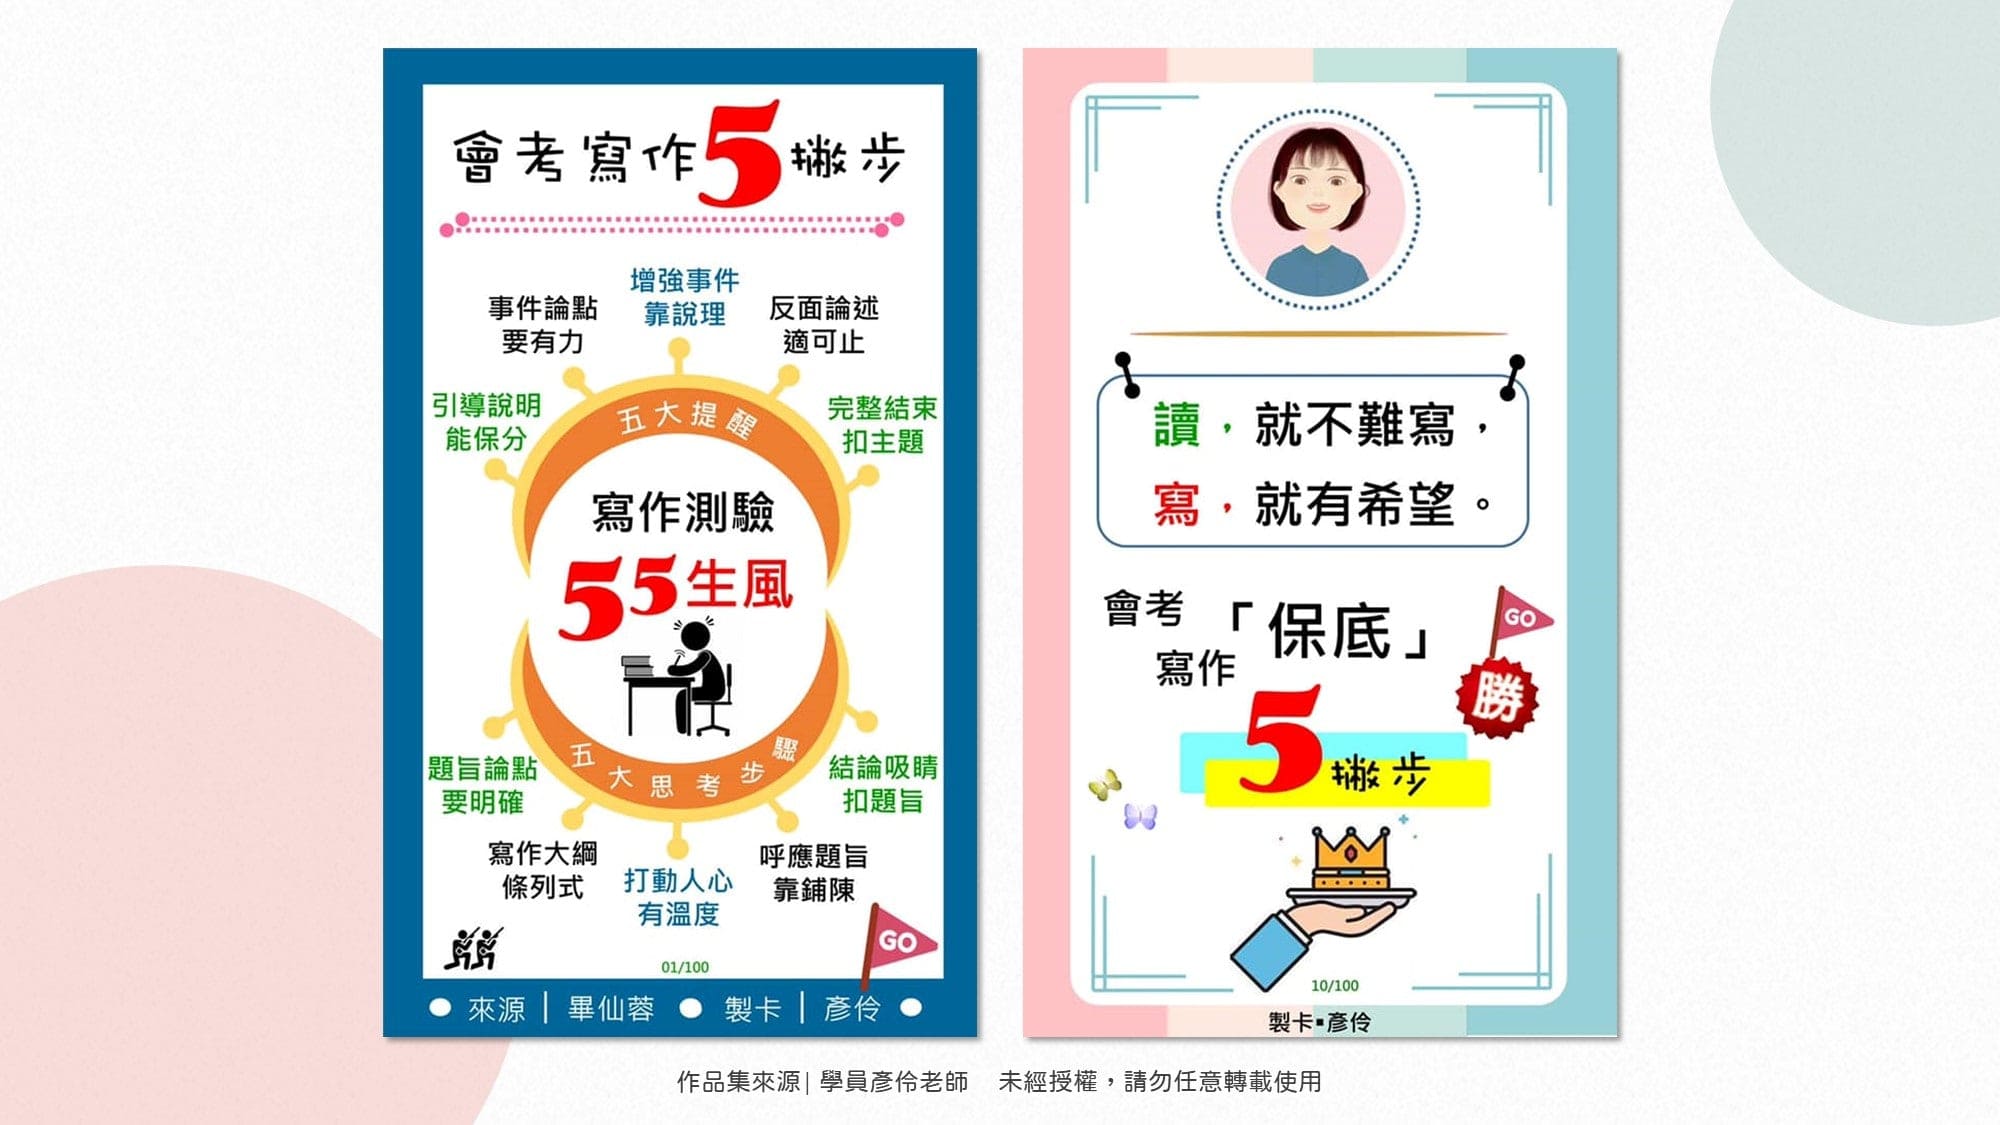 會考寫作5撇步
增強事件
靠說理
事件論點
要有力
反面論述
適可止
引導說明
能保分
完整結束
扣主題
五大提醒
寫作測驗
55生風
五大思考步驟
題旨論點
要明確
結論吸睛
扣題旨
寫作大綱
條列式
打動人心
有溫度
呼應題旨
靠鋪陳
GO
01/100
來源|畢仙蓉 製卡|彥伶
讀,就不難寫,
寫,就有希望。
會考
寫作
「保底」
GO
勝
5撇步
10/100
製卡▪彥伶
作品集來源| 學員彥伶老師 未經授權,請勿任意轉載使用